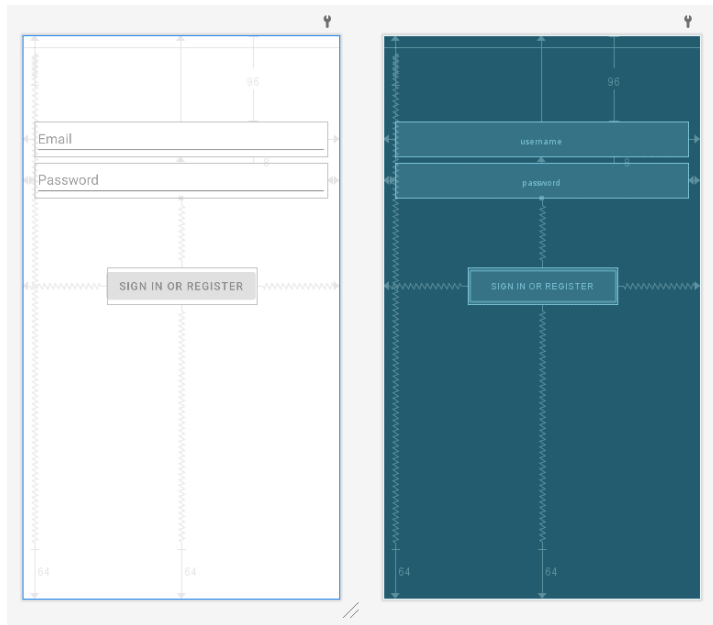 96
Email
8
Password
SIGN IN OR REGISTER
64
64
96
username
8
password
SIGN IN OR REGISTER
64
64